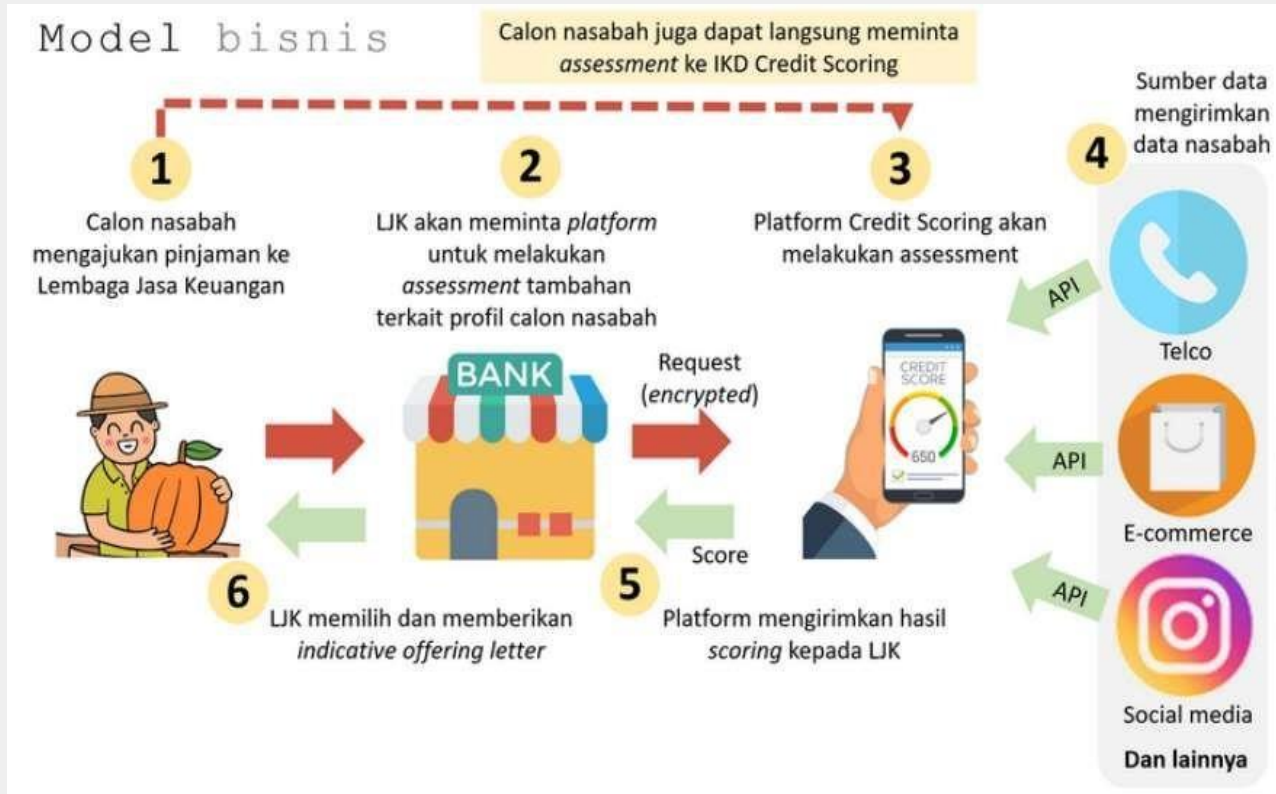 Model bisnis
Calon nasabah juga dapat langsung meminta
assessment ke IKD Credit Scoring
1
Calon nasabah
mengajukan pinjaman ke
Lembaga Jasa Keuangan
2
LJK akan meminta platform
untuk melakukan
assessment tambahan
terkait profil calon nasabah
3
Platform Credit Scoring akan
melakukan assessment
4
Sumber data
mengirimkan
data nasabah
API
Telco
BANK
Request
(encrypted)
CREDIT
SCORE
650
API
E-commerce
Score
API
Social media
Dan lainnya
5
Platform mengirimkan hasil
scoring kepada LJK
6
LJK memilih dan memberikan
indicative offering letter